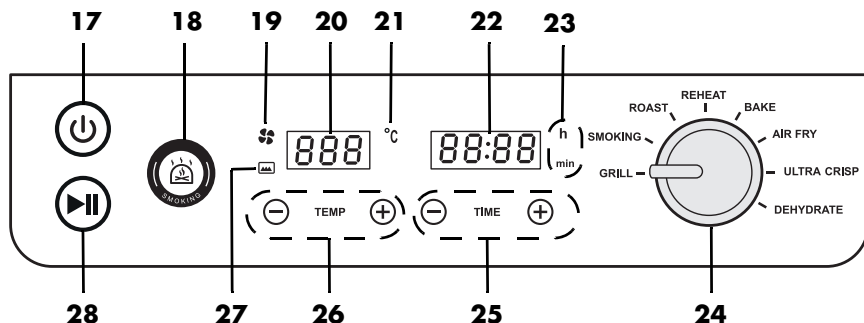 17 18 19 20 21 22 23
REHEAT
ROAST BAKE
°C 888 88:88 h
SMOKING AIR FRY
min
GRILL ULTRA CRISP
SMOKING
TEMP TIME DEHYDRATE
28 27 26 25 24